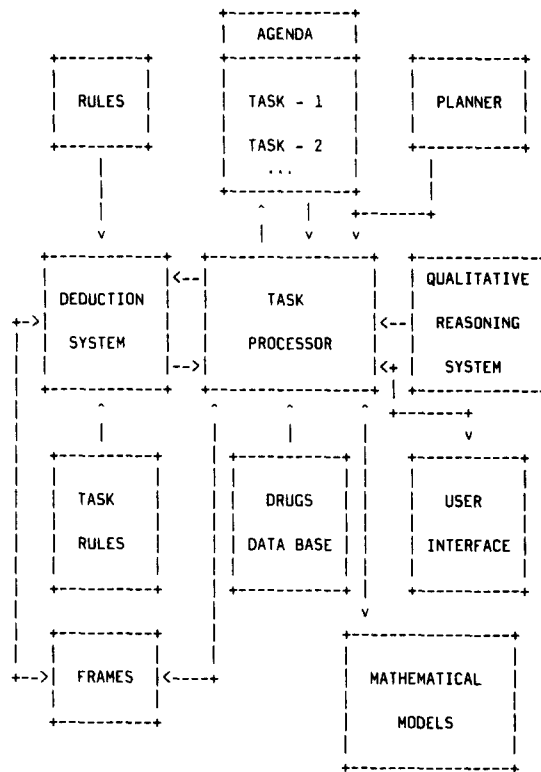 AGENDA
RULES
TASK - 1
TASK - 2
...
PLANNER
DEDUCTION
SYSTEM
TASK
PROCESSOR
QUALITATIVE
REASONING
SYSTEM
TASK
RULES
DRUGS
DATA BASE
USER
INTERFACE
FRAMES
MATHEMATICAL
MODELS